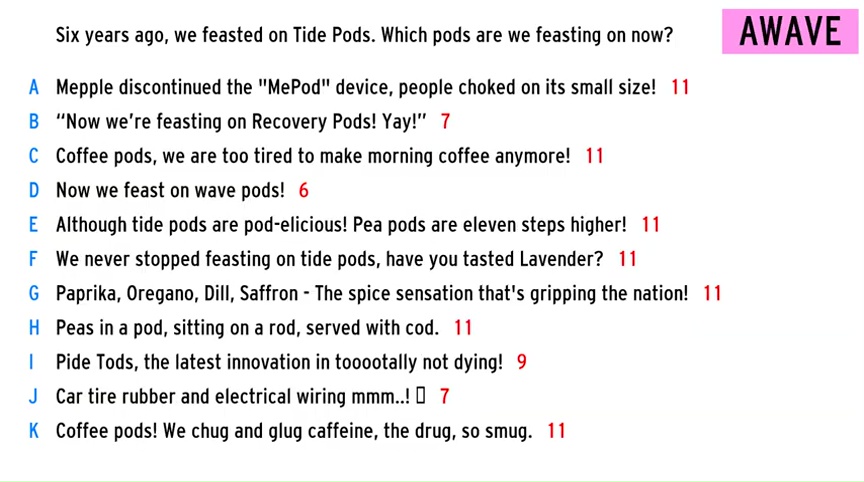 Six years ago, we feasted on Tide Pods. Which pods are we feasting on now?
AWAVE
A Mepple discontinued the "MePod" device, people choked on its small size! 11
B “Now we’re feasting on Recovery Pods! Yay!” 7
C Coffee pods, we are too tired to make morning coffee anymore! 11
D Now we feast on wave pods! 6
E Although tide pods are pod-elicious! Pea pods are eleven steps higher! 11
F We never stopped feasting on tide pods, have you tasted Lavender? 11
G Paprika, Oregano, Dill, Saffron - The spice sensation that's gripping the nation! 11
H Peas in a pod, sitting on a rod, served with cod. 11
I Pide Tods, the latest innovation in tooootally not dying! 9
J Car tire rubber and electrical wiring mmm..! 7
K Coffee pods! We chug and glug caffeine, the drug, so smug. 11